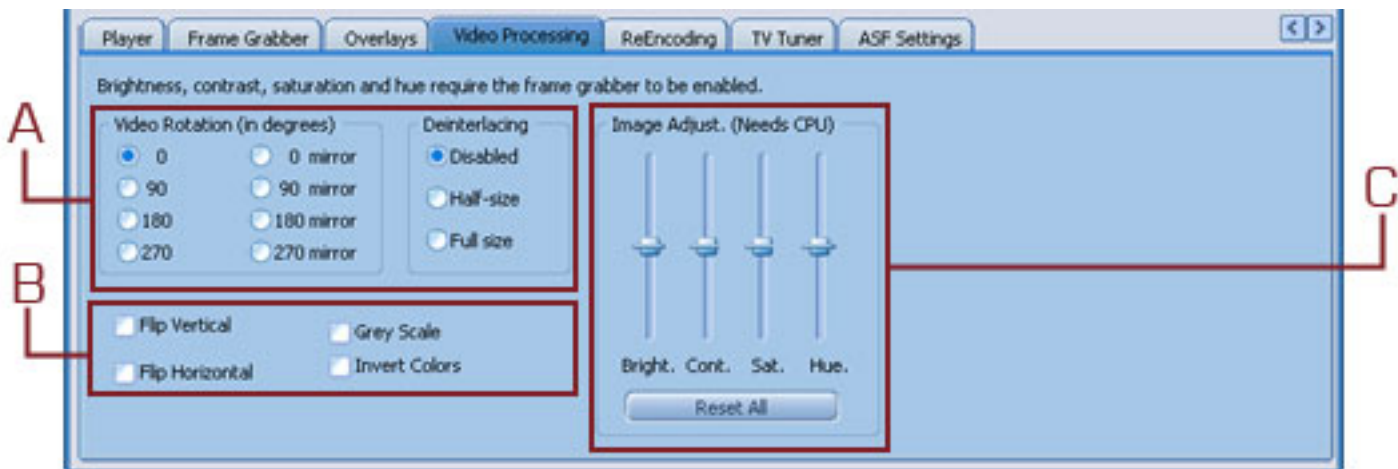 Player Frame Grabber Overlays Video Processing ReEncoding TV Tuner ASF Settings
Brightness, contrast, saturation and hue require the frame grabber to be enabled.
A
Video Rotation (in degrees)
0 0 mirror
90 90 mirror
180 180 mirror
270 270 mirror
Deinterlacing
Disabled
Half-size
Full size
B
Flip Vertical Grey Scale
Flip Horizontal Invert Colors
Image Adjust. (Needs CPU)
Bright. Cont. Sat. Hue.
Reset All
C